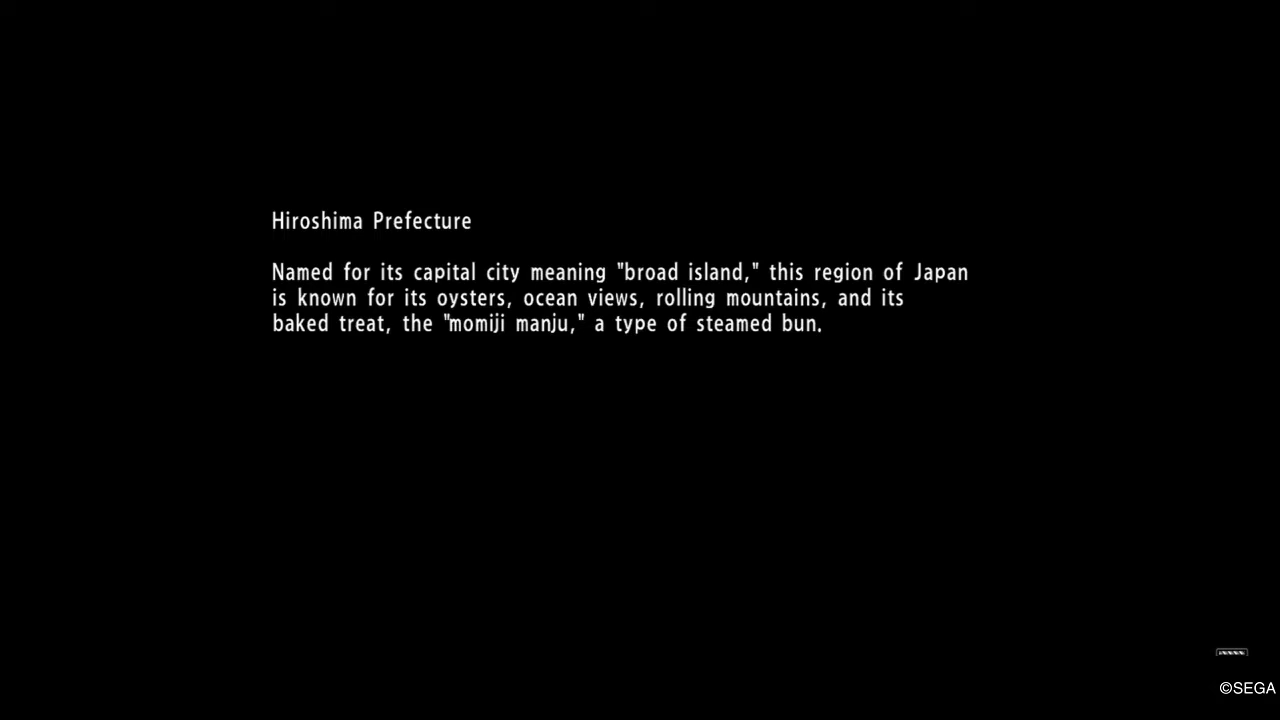 Hiroshima Prefecture
Named for its capital city meaning "broad island," this region of Japan
is known for its oysters, ocean views, rolling mountains, and its
baked treat, the "momiji manju," a type of steamed bun.
©SEGA